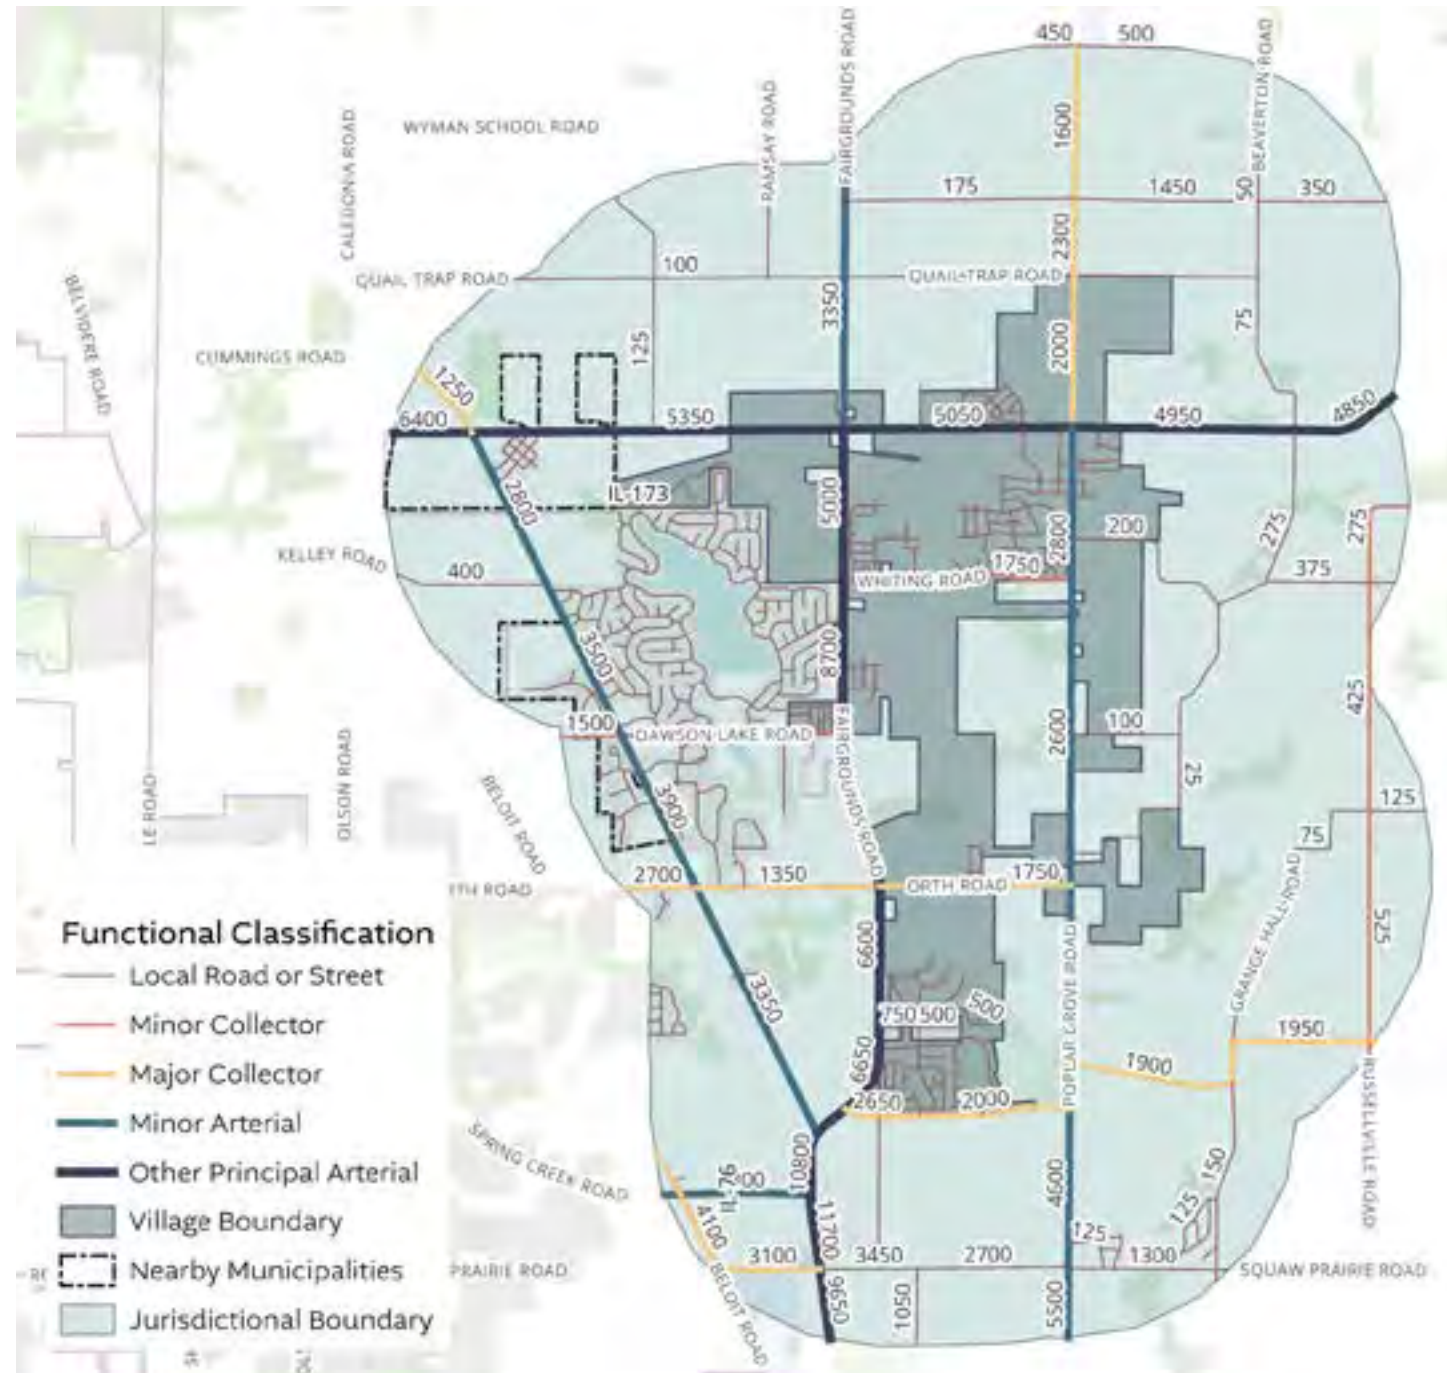 450
500
FAIRGROUNDS ROAD
BEAVERTON ROAD
WYMAN SCHOOL ROAD
RAMSAY ROAD
CALEDONIA ROAD
1600
175
1450
50
350
2300
QUAIL TRAP ROAD
100
QUAIL TRAP ROAD
BELVIDERE ROAD
3350
75
CUMMINGS ROAD
125
2000
1250
6400
5350
5050
4950
4850
2800
IL-173
5000
2800
200
275
275
KELLEY ROAD
400
WHITING ROAD
1750
375
3500
8700
425
1500
DAWSON LAKE ROAD
FAIRGROUNDS ROAD
2600
100
25
OLSON ROAD
LE ROAD
BELOIT ROAD
3900
125
75
2700
1350
ORTH ROAD
1750
TH ROAD
GRANGE HALL ROAD
525
6600
3350
750
500
500
POPLAR GROVE ROAD
1950
6650
1900
2650
2000
RUSSELLVILLE ROAD
SPRING CREEK ROAD
10800
IL-76
00
4600
150
125
4100
11700
125
3100
3450
2700
1300
PRAIRIE ROAD
SQUAW PRAIRIE ROAD
BELOIT ROAD
9650
1050
5500
Functional Classification
Local Road or Street
Minor Collector
Major Collector
Minor Arterial
Other Principal Arterial
Village Boundary
Nearby Municipalities
Jurisdictional Boundary